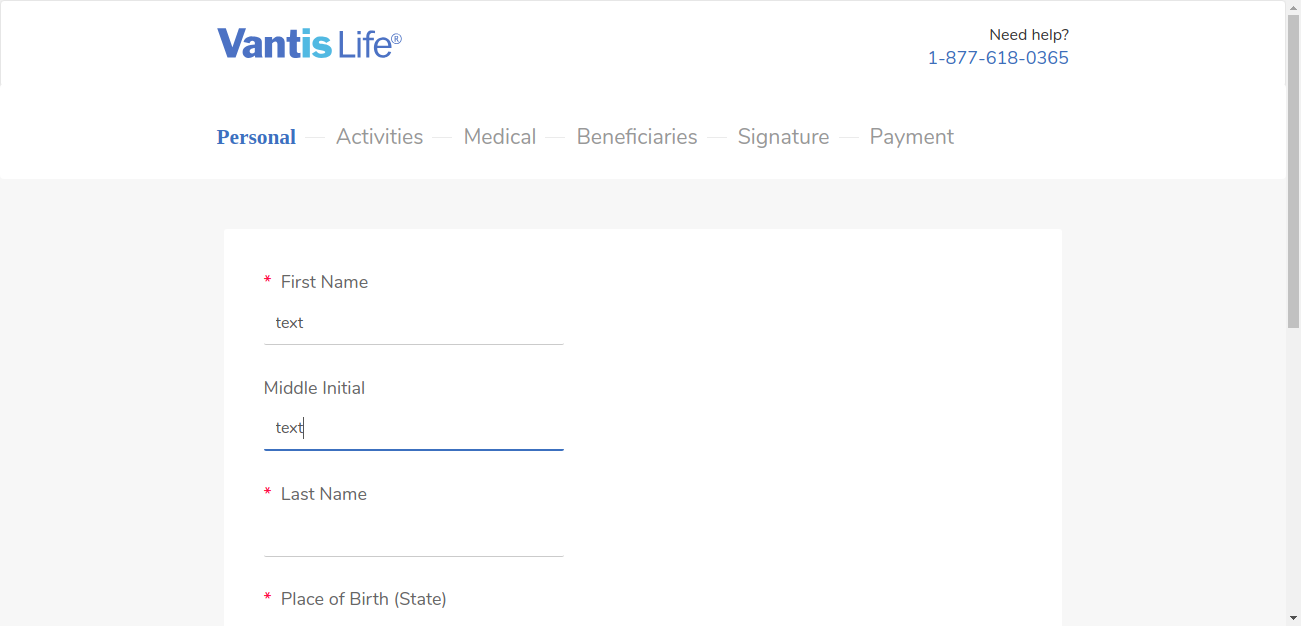 Vantis Life®
Need help?
1-877-618-0365
Personal Activities Medical Beneficiaries Signature Payment
* First Name
text
Middle Initial
text
* Last Name
* Place of Birth (State)